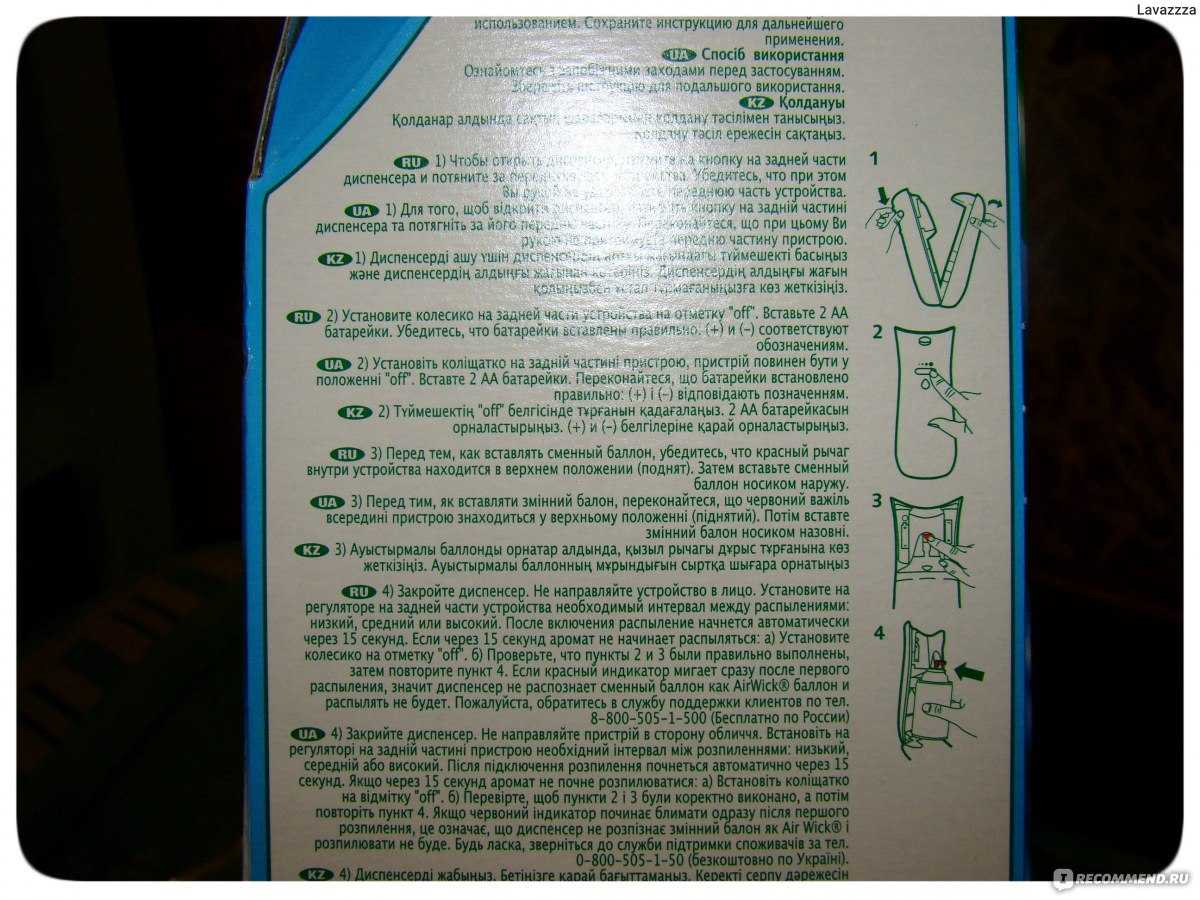 Lavazzza
использованием. Сохраните инструкцию для дальнейшего
применения.
UA Спосіб використання
Ознайомтесь з запобіжними заходами перед застосуванням.
Збережіть інструкцію для подальшого використання.
KZ Қолдануы
Қолданар алдында сақтық қолдану тәсілімен танысыңыз.
Қолдану тәсіл ережесін сақтаңыз.
RU 1) Чтобы открыть диспенсер, нажмите на кнопку на задней части
диспенсера и потяните за переднюю часть устройства. Убедитесь, что при этом
Вы рукой не переднюю часть устройства.
UA 1) Для того, щоб відкрити диспенсер, натисніть кнопку на задній частині
диспенсера та потягніть за його передню частину. Переконайтеся, що при цьому Ви
рукою не передню частину пристрою.
KZ 1) Диспенсерді ашу үшін диспенсердің артқы жағындағы түймешекті басыңыз
және диспенсердің алдыңғы жағынан көтеріңіз. Диспенсердің алдыңғы жағын
қолыңызбен ұстап тұрмағаныңызға көз жеткізіңіз.
1
RU 2) Установите колесико на задней части устройства на отметку "off". Вставьте 2 АА
батарейки. Убедитесь, что батарейки вставлены правильно: (+) и (–) соответствуют
обозначениям.
UA 2) Установіть коліщатко на задній частині пристрою, пристрій повинен бути у
положенні "off". Вставте 2 АА батарейки. Переконайтеся, що батарейки встановлено
правильно: (+) і (–) відповідають позначенням.
KZ 2) Түймешектің "off" белгісінде тұрғанын қадағалаңыз. 2 АА батарейкасын
орналастырыңыз. (+) и (–) белгілеріне қарай орналастырыңыз.
2
RU 3) Перед тем, как вставлять сменный баллон, убедитесь, что красный рычаг
внутри устройства находится в верхнем положении (поднят). Затем вставьте сменный
баллон носиком наружу.
UA 3) Перед тим, як вставляти змінний балон, переконайтеся, що червоний важіль
всередині пристрою знаходиться у верхньому положенні (піднятий). Потім вставте
змінний балон носиком назовні.
KZ 3) Ауыстырмалы баллонды орнатар алдында, қызыл рычагы дұрыс тұрғанына көз
жеткізіңіз. Ауыстырмалы баллонның мұрындығын сыртқа шығара орнатыңыз
3
RU 4) Закройте диспенсер. Не направляйте устройство в лицо. Установите на
регуляторе на задней части устройства необходимый интервал между распылениями:
низкий, средний или высокий. После включения распыление начнется автоматически
через 15 секунд. Если через 15 секунд аромат не начинает распыляться: а) Установите
колесико на отметку "off". б) Проверьте, что пункты 2 и 3 были правильно выполнены,
затем повторите пункт 4. Если красный индикатор мигает сразу после первого
распыления, значит диспенсер не распознает сменный баллон как AirWick® баллон и
распылять не будет. Пожалуйста, обратитесь в службу поддержки клиентов по тел.
8-800-505-1-500 (Бесплатно по России)
4
UA 4) Закрийте диспенсер. Не направляйте пристрій в сторону обличчя. Встановіть на
регуляторі на задній частині пристрою необхідний інтервал між розпиленнями: низький,
середній або високий. Після підключення розпилення почнеться автоматично через 15
секунд. Якщо через 15 секунд аромат не почне розпилюватися: а) Встановіть коліщатко
на відмітку "off". б) Перевірте, щоб пункти 2 і 3 були коректно виконано, а потім
повторіть пункт 4. Якщо червоний індикатор починає блимати одразу після першого
розпилення, це означає, що диспенсер не розпізнає змінний балон як Air Wick® і
розпилювати не буде. Будь ласка, зверніться до служби підтримки споживачів за тел.
0-800-505-1-50 (безкоштовно по Україні).
KZ 4) Диспенсерді жабыңыз. Бетіңізге қарай бағыттамаңыз. Керекті серпу дәрежесін
IRECOMMEND.RU